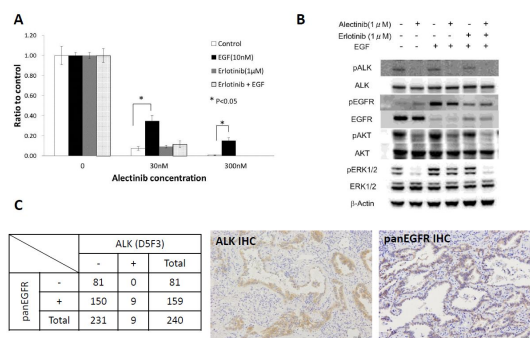 A
Ratio to control
1.20
1.00
0.80
0.60
0.40
0.20
0.00
0
30nM
300nM
Alectinib concentration
*
*
Control
EGF(10nM)
Erlotinib(1μM)
Erlotinib + EGF
* P<0.05
B
Alectinib(1μM) - + - + - +
Erlotinib (1μM) - - - - + +
EGF - - + + + +
pALK
ALK
pEGFR
EGFR
pAKT
AKT
pERK1/2
ERK1/2
β-Actin
C
ALK (D5F3)
- + Total
panEGFR
- 81 0 81
+ 150 9 159
Total 231 9 240
ALK IHC
panEGFR IHC